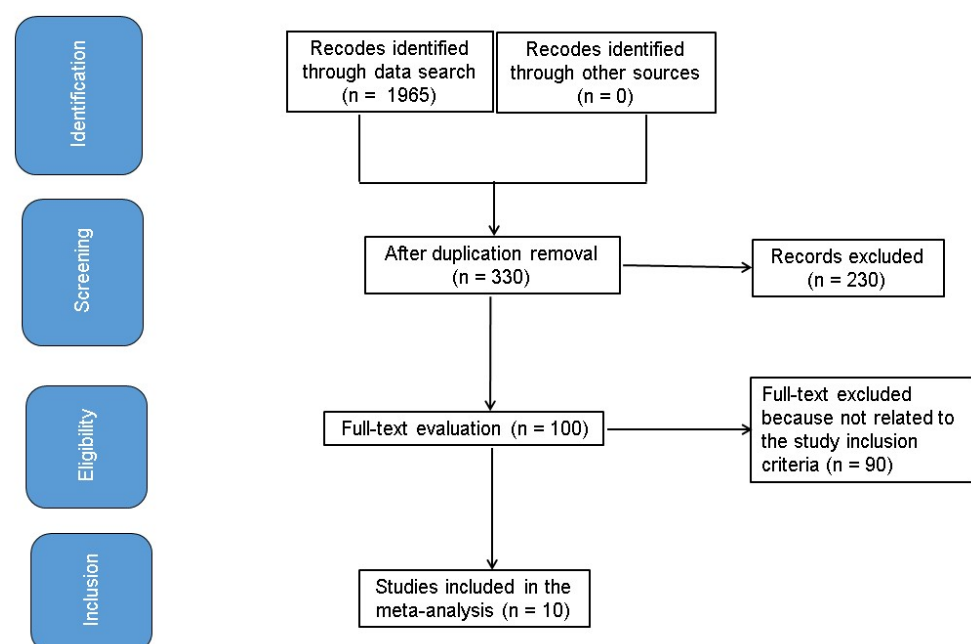 Identification
Recodes identified
through data search
(n =  1965)
Recodes identified
through other sources
(n = 0)
Screening
After duplication removal
(n = 330)
Records excluded
(n = 230)
Eligibility
Full-text evaluation (n = 100)
Full-text excluded
because not related to
the study inclusion
criteria (n = 90)
Inclusion
Studies included in the
meta-analysis (n = 10)